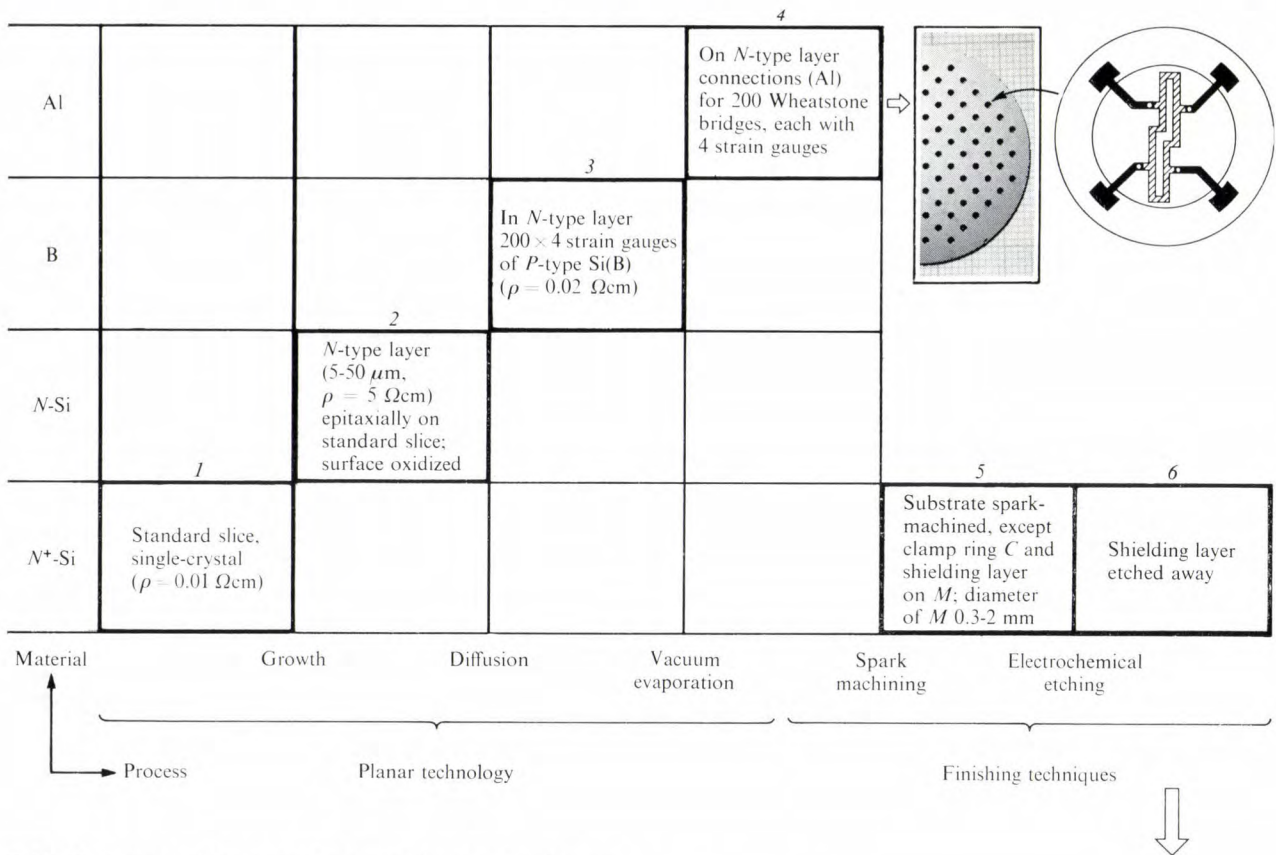 4
Al
On N-type layer
connections (Al)
for 200 Wheatstone
bridges, each with
4 strain gauges
3
B
In N-type layer
200 × 4 strain gauges
of P-type Si(B)
(ρ = 0.02 Ωcm)
2
N-Si
N-type layer
(5-50 μm,
ρ = 5 Ωcm)
epitaxially on
standard slice;
surface oxidized
1
5
6
N+-Si
Standard slice,
single-crystal
(ρ = 0.01 Ωcm)
Substrate spark-
machined, except
clamp ring C and
shielding layer
on M; diameter
of M 0.3-2 mm
Shielding layer
etched away
Material
Growth
Diffusion
Vacuum
evaporation
Spark
machining
Electrochemical
etching
Process
Planar technology
Finishing techniques